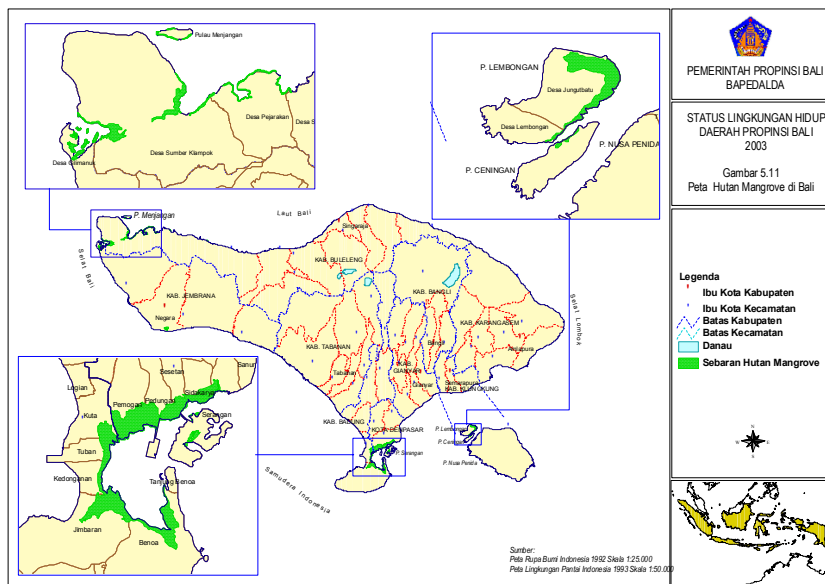 Pulau Menjangan
Desa Pejarakan
Desa S
Desa Sumber Klampok
Desa Gilimanuk
P. LEMBONGAN
Desa Jungutbatu
Desa Lembongan
P. NUSA PENIDA
P. CENINGAN
PEMERINTAH PROPINSI BALI
BAPEDALDA
STATUS LINGKUNGAN HIDUP
DAERAH PROPINSI BALI
2003
Gambar 5.11
Peta Hutan Mangrove di Bali
Legenda
Ibu Kota Kabupaten
Ibu Kota Kecamatan
Batas Kabupaten
Batas Kecamatan
Danau
Sebaran Hutan Mangrove
N
W
E
S
P. Menjangan
Laut Bali
Selat Bali
Singaraja
KAB. BULELENG
KAB. JEMBRANA
KAB. BANGLI
Negara
KAB. KARANGASEM
Selat Lombok
KAB. TABANAN
Bangli
Amlapura
KAB. GIANYAR
Tabanan
Gianyar
Semarapura
KAB. KLUNGKUNG
KAB. BADUNG
KOTA DENPASAR
P. Lembongan
P. Ceningan
P. Serangan
P. Nusa Penida
Samudera Indonesia
Sanur
Sesetan
Legian
Sidakarya
Pedungan
Pemogan
Kuta
Serangan
Tuban
Kedonganan
Tanjung Benoa
Jimbaran
Benoa
Sumber:
Peta Rupa Bumi Indonesia 1992 Skala 1:25.000
Peta Lingkungan Pantai Indonesia 1993 Skala 1:50.000